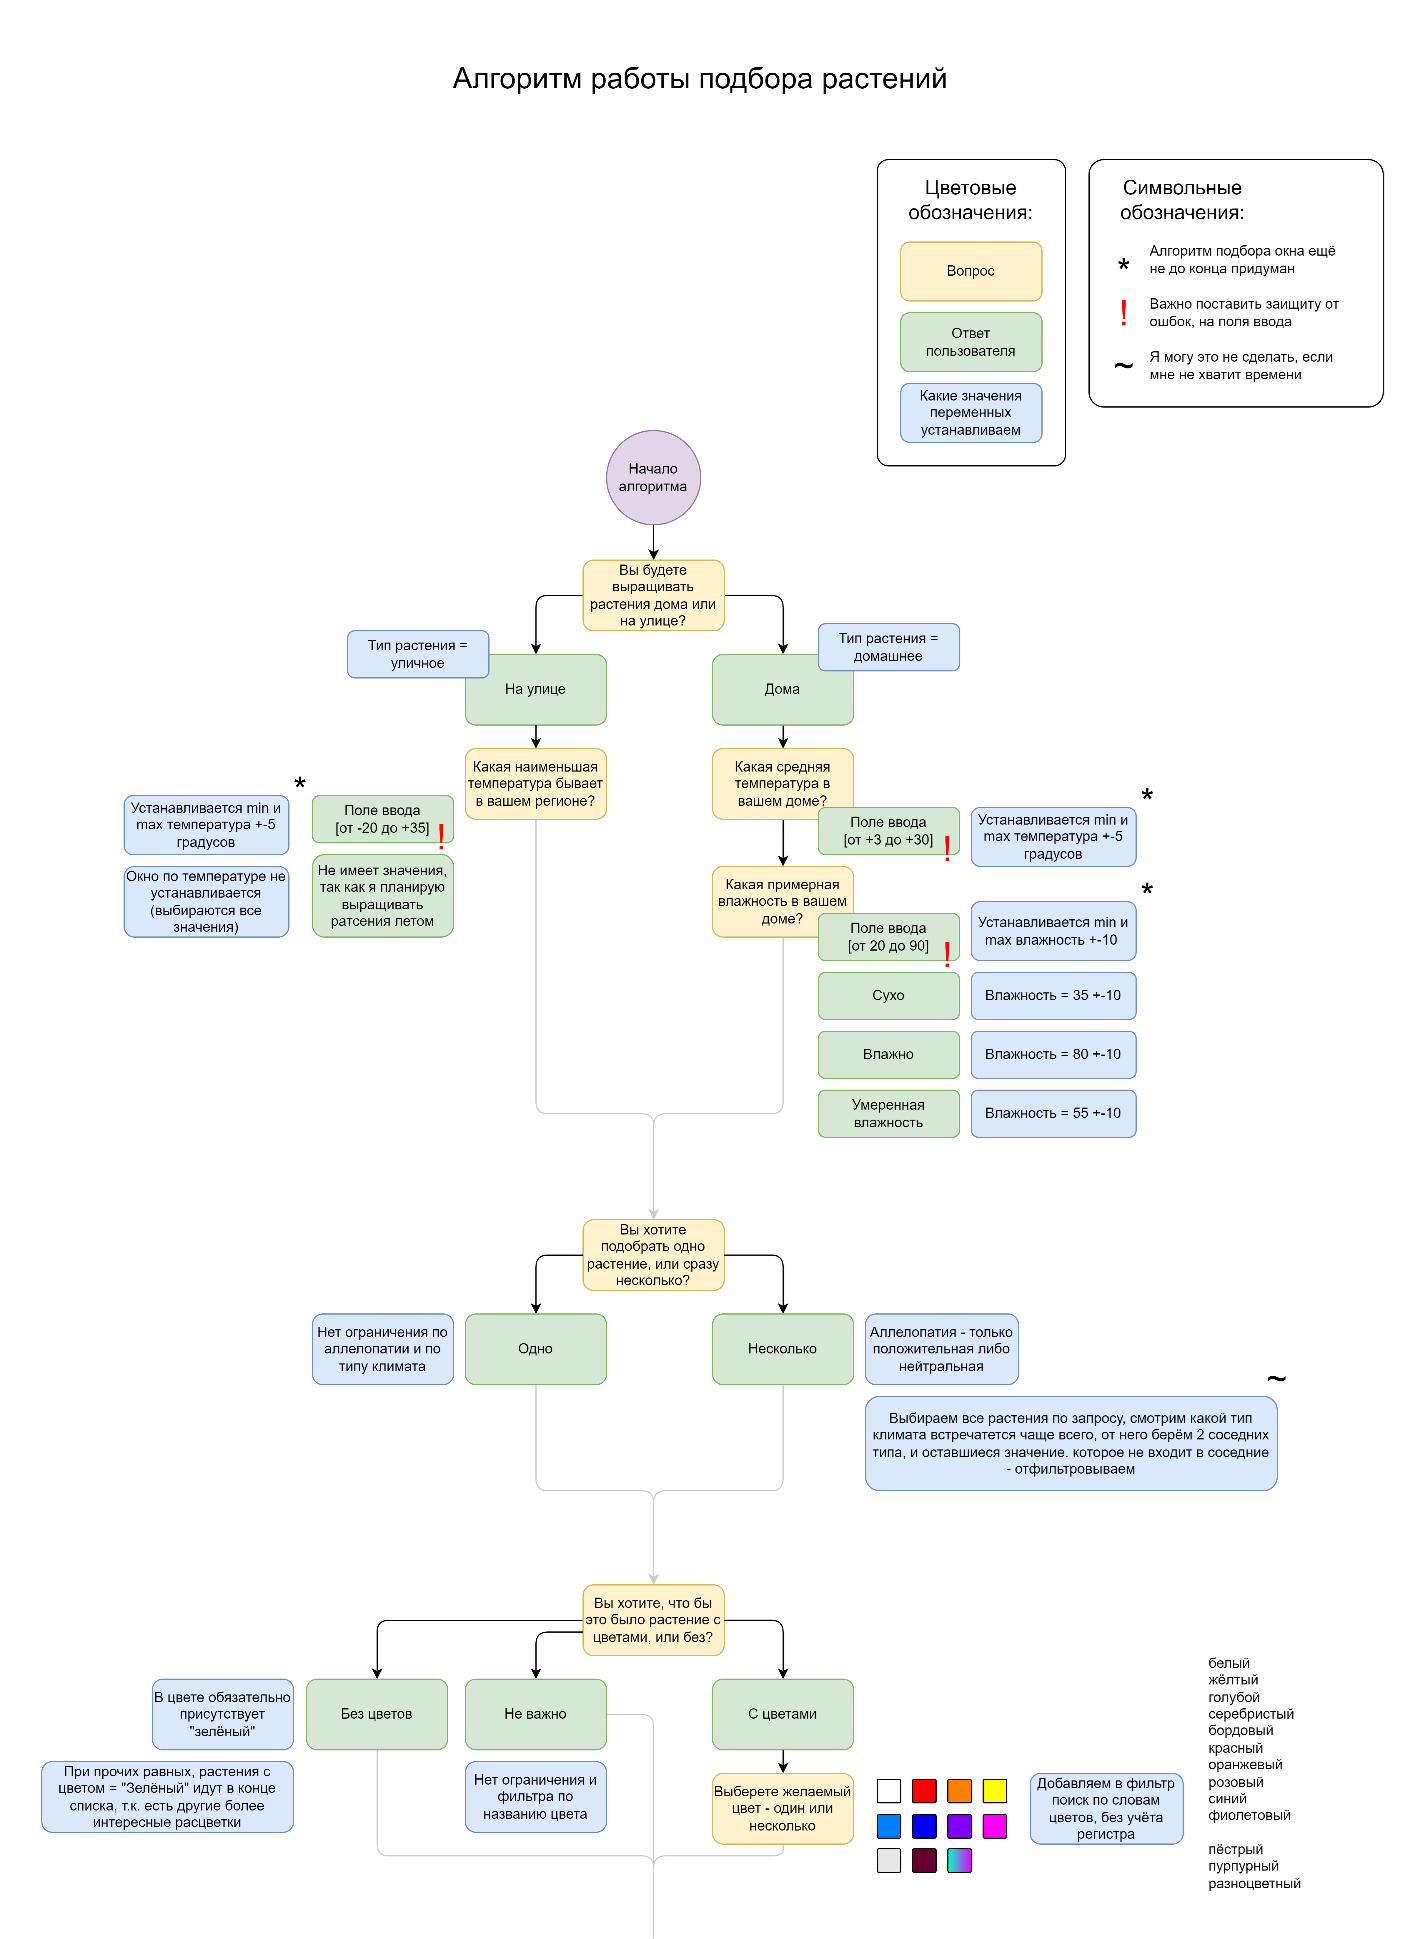 Алгоритм работы подбора растений
Цветовые
обозначения:
Вопрос
Ответ
пользователя
Какие значения
переменных
устанавливаем
Символьные
обозначения:
*
Алгоритм подбора окна ещё
не до конца придуман
!
Важно поставить заищиту от
ошбок, на поля ввода
~
Я могу это не сделать, если
мне не хватит времени
Начало
алгоритма
Вы будете
выращивать
растения дома или
на улице?
Тип растения =
уличное
На улице
Тип растения =
домашнее
Дома
Какая наименьшая
температура бывает
в вашем регионе?
*
Устанавливается min и
max температура +-5
градусов
Поле ввода
[от -20 до +35]
!
Окно по температуре не
устанавливается
(выбираются все
значения)
Не имеет значения,
так как я планирую
выращивать
ратсения летом
Какая средняя
температура в
вашем доме?
Поле ввода
[от +3 до +30]
!
*
Устанавливается min и
max температура +-5
градусов
Какая примерная
влажность в вашем
доме?
Поле ввода
[от 20 до 90]
!
*
Устанавливается min и
max влажность +-10
Сухо
Влажность = 35 +-10
Влажно
Влажность = 80 +-10
Умеренная
влажность
Влажность = 55 +-10
Вы хотите
подобрать одно
растение, или сразу
несколько?
Нет ограничения по
аллелопатии и по
типу климата
Одно
Несколько
Аллелопатия - только
положительная либо
нейтральная
~
Выбираем все растения по запросу, смотрим какой тип
климата встречатется чаще всего, от него берём 2 соседних
типа, и оставшиеся значение. которое не входит в соседние
- отфильтровываем
Вы хотите, что бы
это было растение с
цветами, или без?
В цвете обязательно
присутствует
"зелёный"
Без цветов
Не важно
С цветами
При прочих равных, растения с
цветом = "Зелёный" идут в конце
списка, т.к. есть другие более
интересные расцветки
Нет ограничения и
фильтра по
названию цвета
Выберете желаемый
цвет - один или
несколько
Добавляем в фильтр
поиск по словам
цветов, без учёта
регистра
белый
жёлтый
голубой
серебристый
бордовый
красный
оранжевый
розовый
синий
фиолетовый
пёстрый
пурпурный
разноцветный